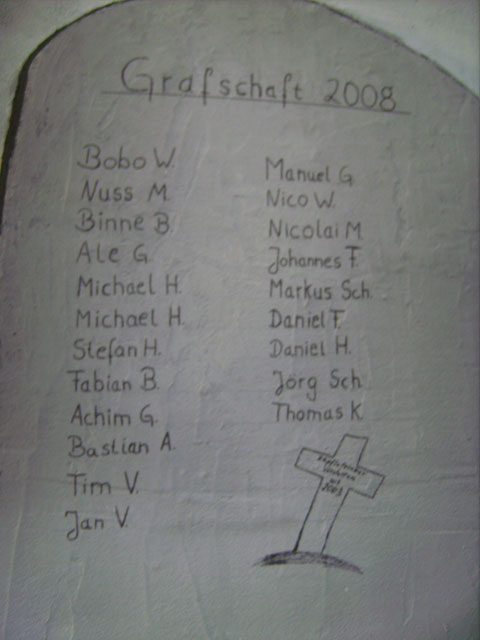 Grafschaft 2008
Bobo W.
Nuss M.
Binne B.
Ale G.
Michael H.
Michael H.
Stefan H.
Fabian B.
Achim G.
Bastian A.
Tim V.
Jan V.
Manuel G.
Nico W.
Nicolai M.
Johannes F.
Markus Sch.
Daniel F.
Daniel H.
Jörg Sch.
Thomas K.